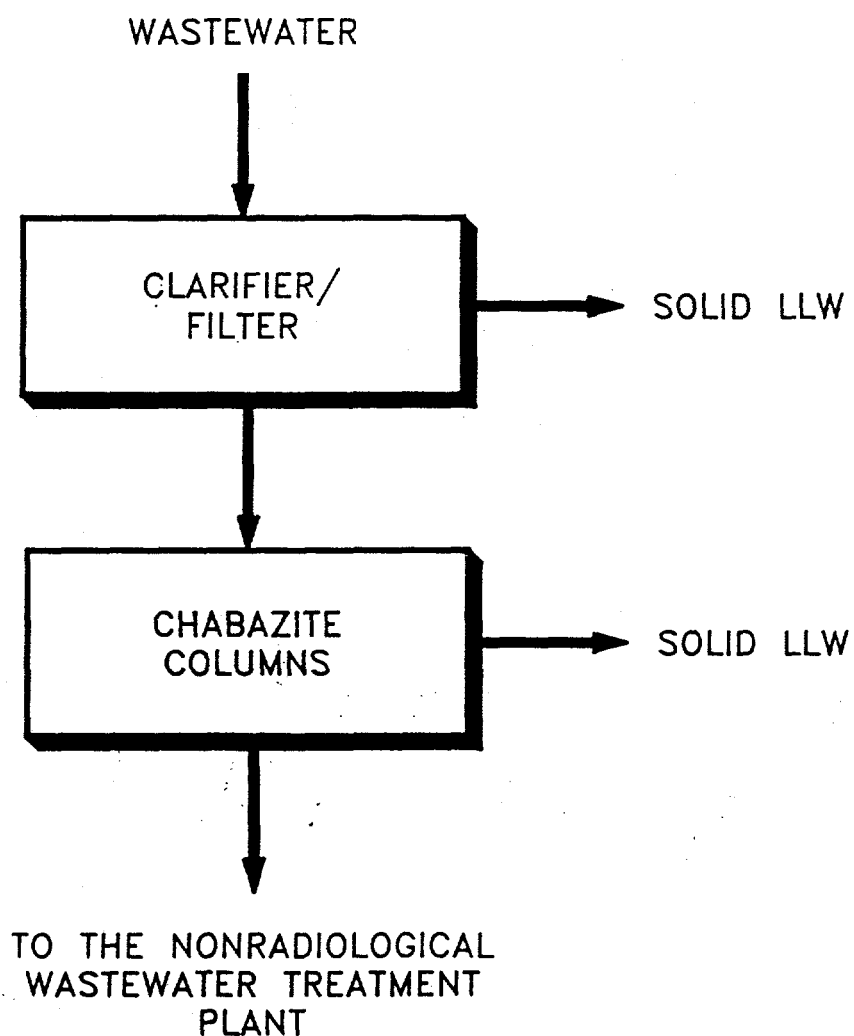 WASTEWATER
CLARIFIER/
FILTER
SOLID LLW
CHABAZITE
COLUMNS
SOLID LLW
TO THE NONRADIOLOGICAL
WASTEWATER TREATMENT
PLANT